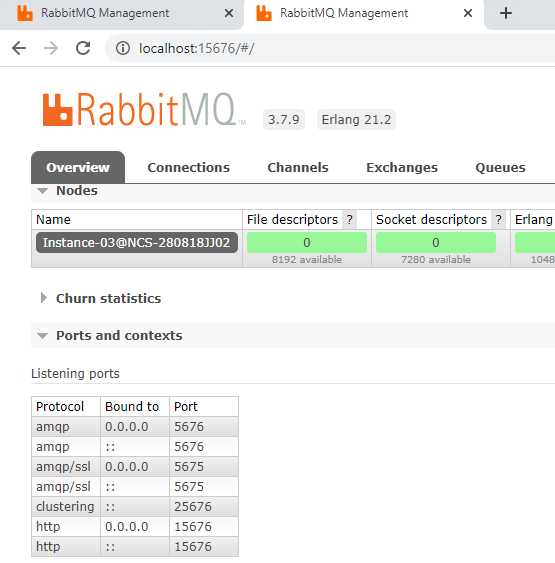 RabbitMQ Management RabbitMQ Management
localhost:15676/#/
RabbitMQ TM 3.7.9 Erlang 21.2
Overview Connections Channels Exchanges Queues
Nodes
Name File descriptors ? Socket descriptors ? Erlang
Instance-03@NCS-280818JJ02 0 0
8192 available 7280 available 1048
Churn statistics
Ports and contexts
Listening ports
Protocol Bound to Port
amqp 0.0.0.0 5676
amqp :: 5676
amqp/ssl 0.0.0.0 5675
amqp/ssl :: 5675
clustering :: 25676
http 0.0.0.0 15676
http :: 15676